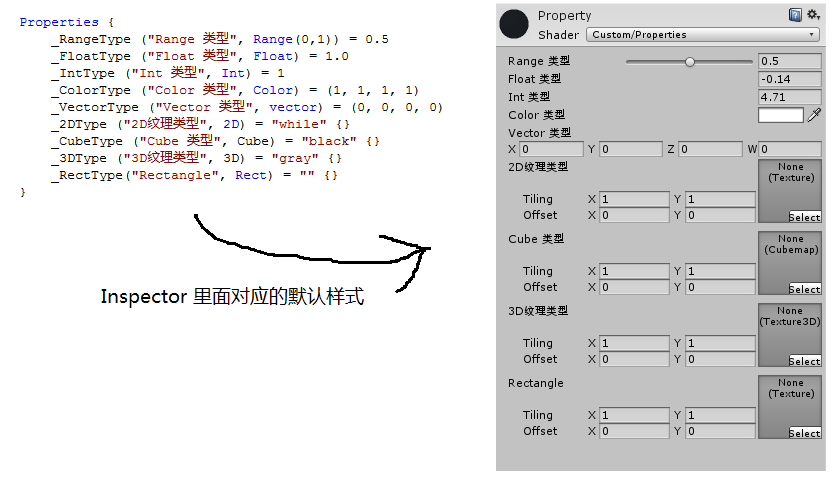 Properties {
_RangeType ("Range 类型", Range(0,1)) = 0.5
_FloatType ("Float 类型", Float) = 1.0
_IntType ("Int 类型", Int) = 1
_ColorType ("Color 类型", Color) = (1, 1, 1, 1)
_VectorType ("Vector 类型", vector) = (0, 0, 0, 0)
_2DType ("2D纹理类型", 2D) = "while" {}
_CubeType ("Cube 类型", Cube) = "black" {}
_3DType ("3D纹理类型", 3D) = "gray" {}
_RectType("Rectangle", Rect) = "" {}
}
Inspector 里面对应的默认样式
Property
Shader Custom/Properties
Range 类型 0.5
Float 类型 -0.14
Int 类型 4.71
Color 类型
Vector 类型
X 0 Y 0 Z 0 W 0
2D纹理类型 None
(Texture)
Tiling X 1 Y 1
Offset X 0 Y 0 Select
Cube 类型 None
(Cubemap)
Tiling X 1 Y 1
Offset X 0 Y 0 Select
3D纹理类型 None
(Texture3D)
Tiling X 1 Y 1
Offset X 0 Y 0 Select
Rectangle None
(Texture)
Tiling X 1 Y 1
Offset X 0 Y 0 Select